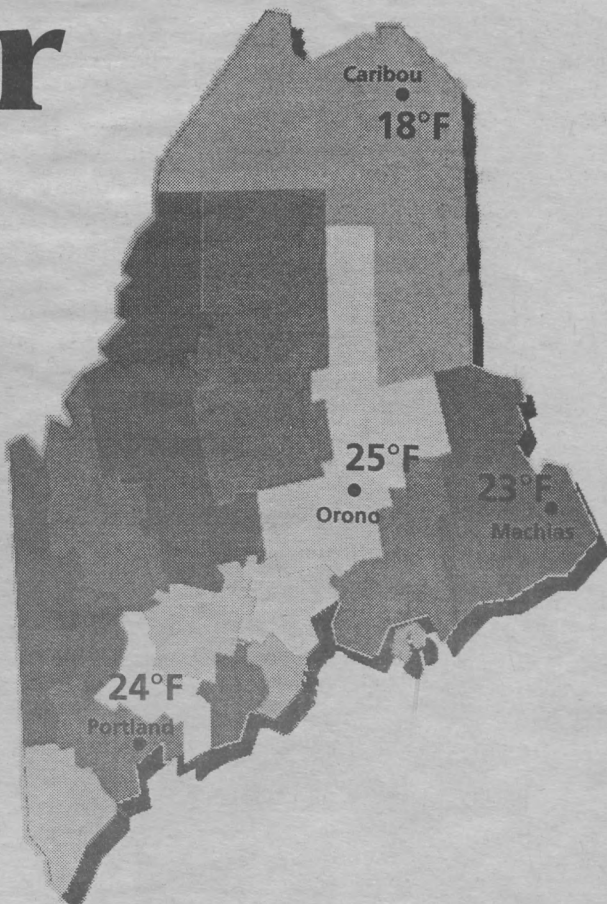 r
Caribou
18°F
25°F
Orono
23°F
Machias
24°F
Portland